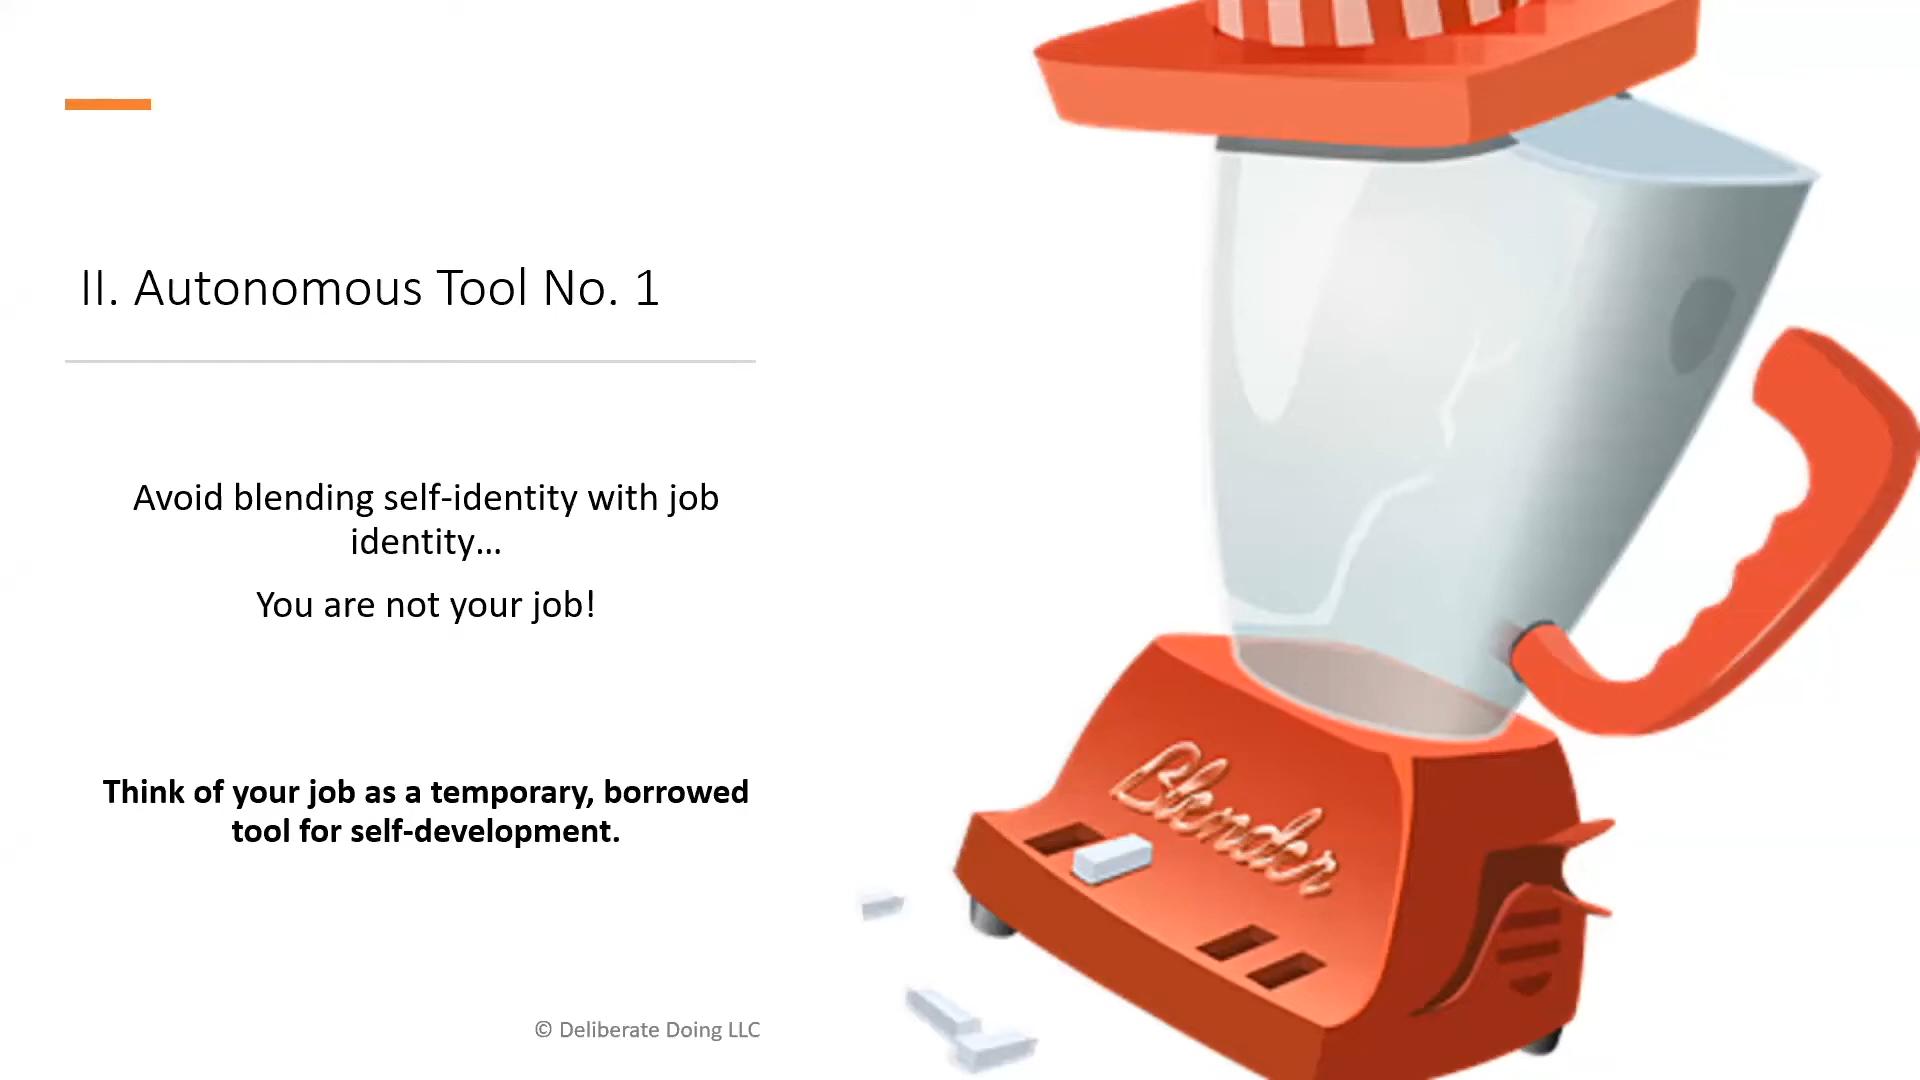 II. Autonomous Tool No. 1
Avoid blending self-identity with job
identity...
You are not your job!
Think of your job as a temporary, borrowed
tool for self-development.
Blender
© Deliberate Doing LLC